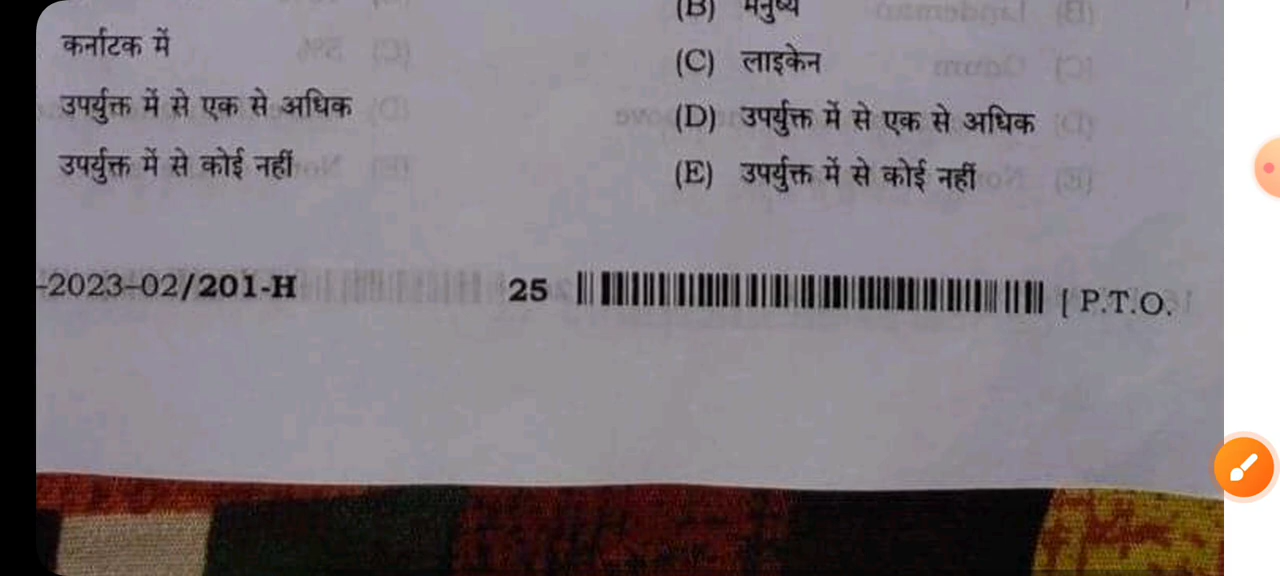 कर्नाटक में
उपर्युक्त में से एक से अधिक
उपर्युक्त में से कोई नहीं
(B) मनुष्य
(C) लाइकेन
(D) उपर्युक्त में से एक से अधिक
(E) उपर्युक्त में से कोई नहीं
-2023-02/201-H
25
[ P.T.O.